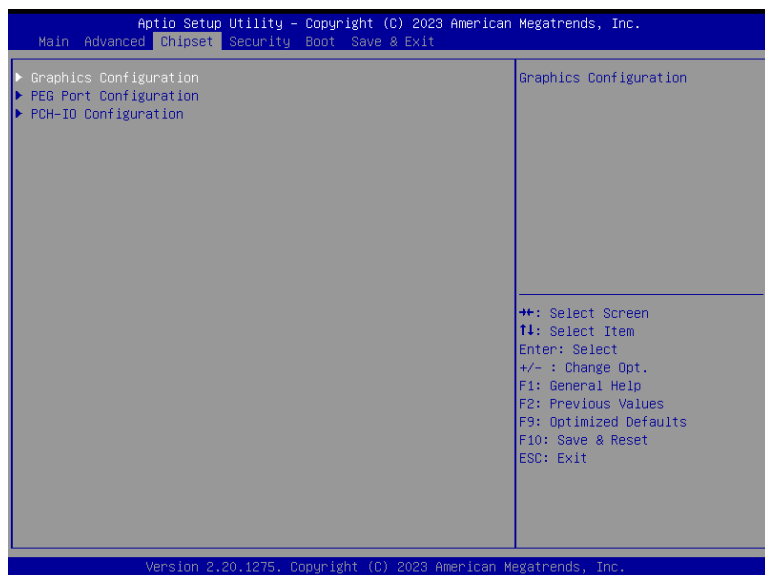 Aptio Setup Utility – Copyright (C) 2023 American Megatrends, Inc.
Main Advanced Chipset Security Boot Save & Exit
▶ Graphics Configuration
▶ PEG Port Configuration
▶ PCH-IO Configuration
Graphics Configuration
→←: Select Screen
↑↓: Select Item
Enter: Select
+/- : Change Opt.
F1: General Help
F2: Previous Values
F9: Optimized Defaults
F10: Save & Reset
ESC: Exit
Version 2.20.1275. Copyright (C) 2023 American Megatrends, Inc.